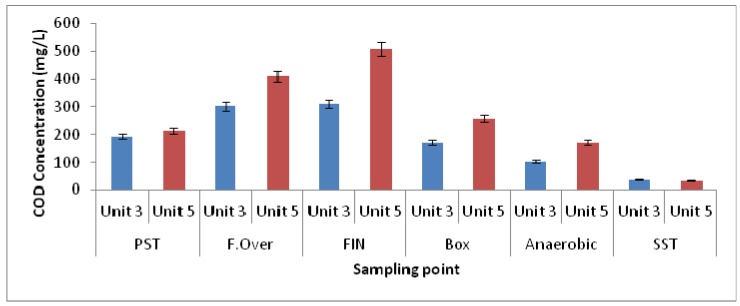 COD Concentration (mg/L)
600
500
400
300
200
100
0
Unit 3 Unit 5 Unit 3 Unit 5 Unit 3 Unit 5 Unit 3 Unit 5 Unit 3 Unit 5 Unit 3 Unit 5
PST F.Over FIN Box Anaerobic SST
Sampling point